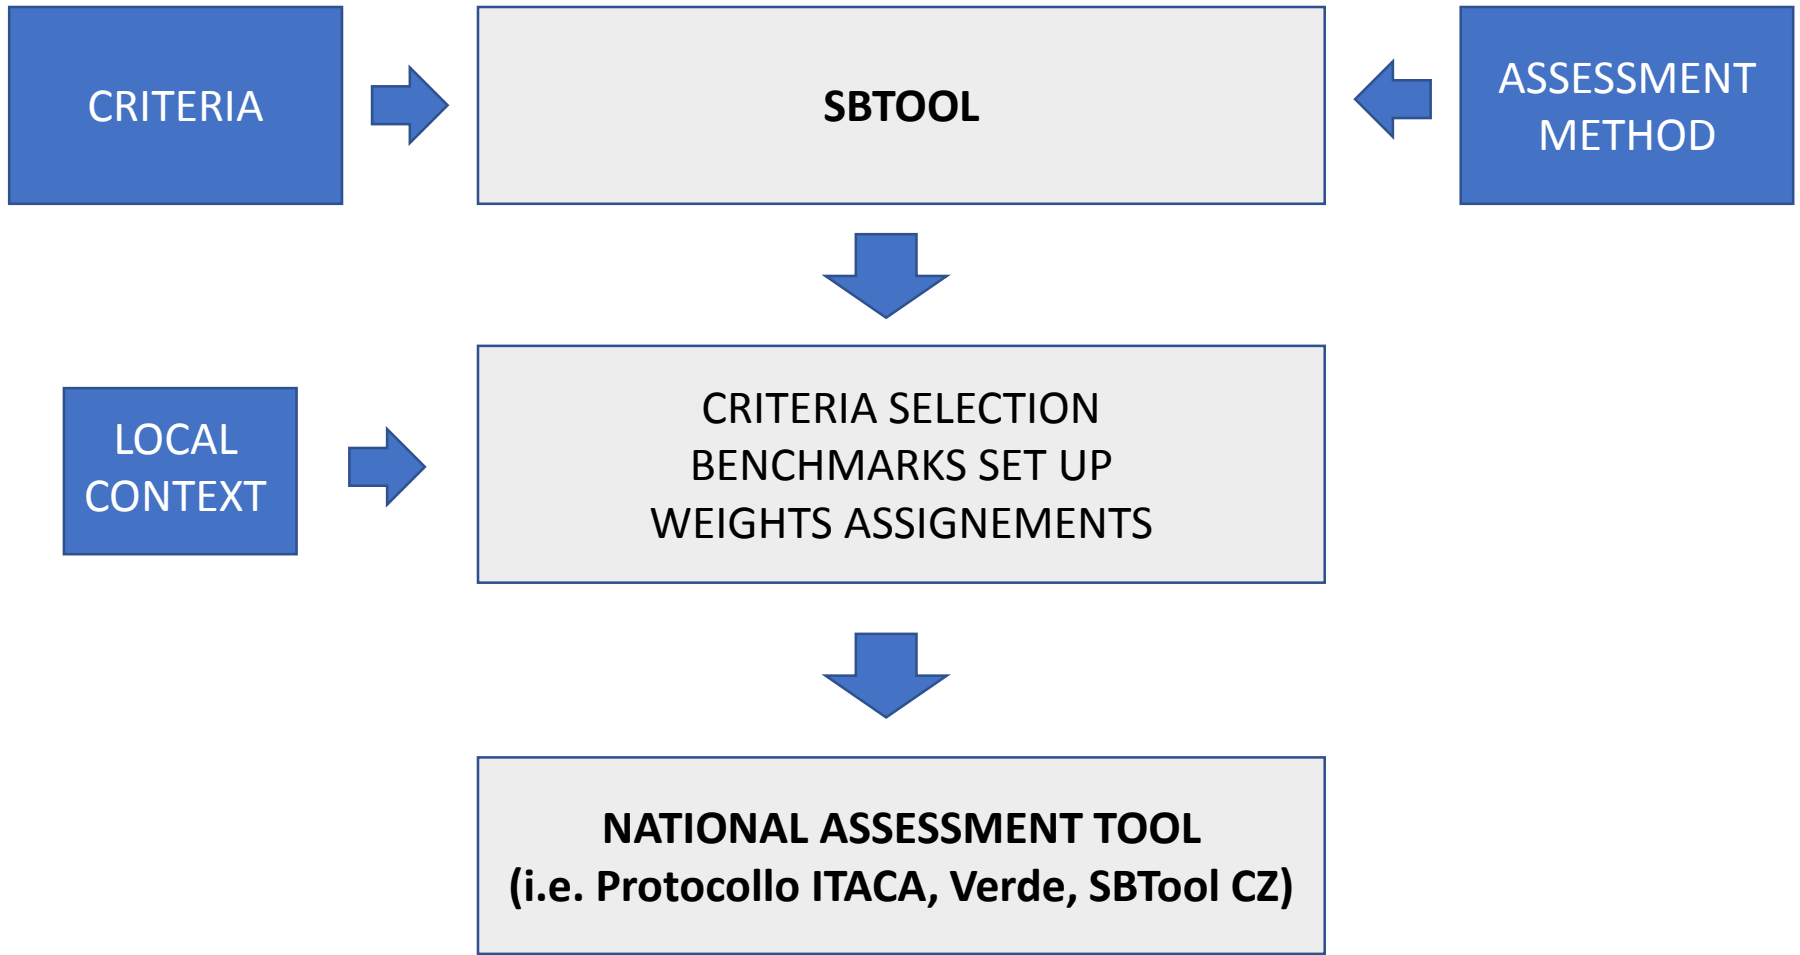 CRITERIA
SBTOOL
ASSESSMENT
METHOD
LOCAL
CONTEXT
CRITERIA SELECTION
BENCHMARKS SET UP
WEIGHTS ASSIGNEMENTS
NATIONAL ASSESSMENT TOOL
(i.e. Protocollo ITACA, Verde, SBTool CZ)